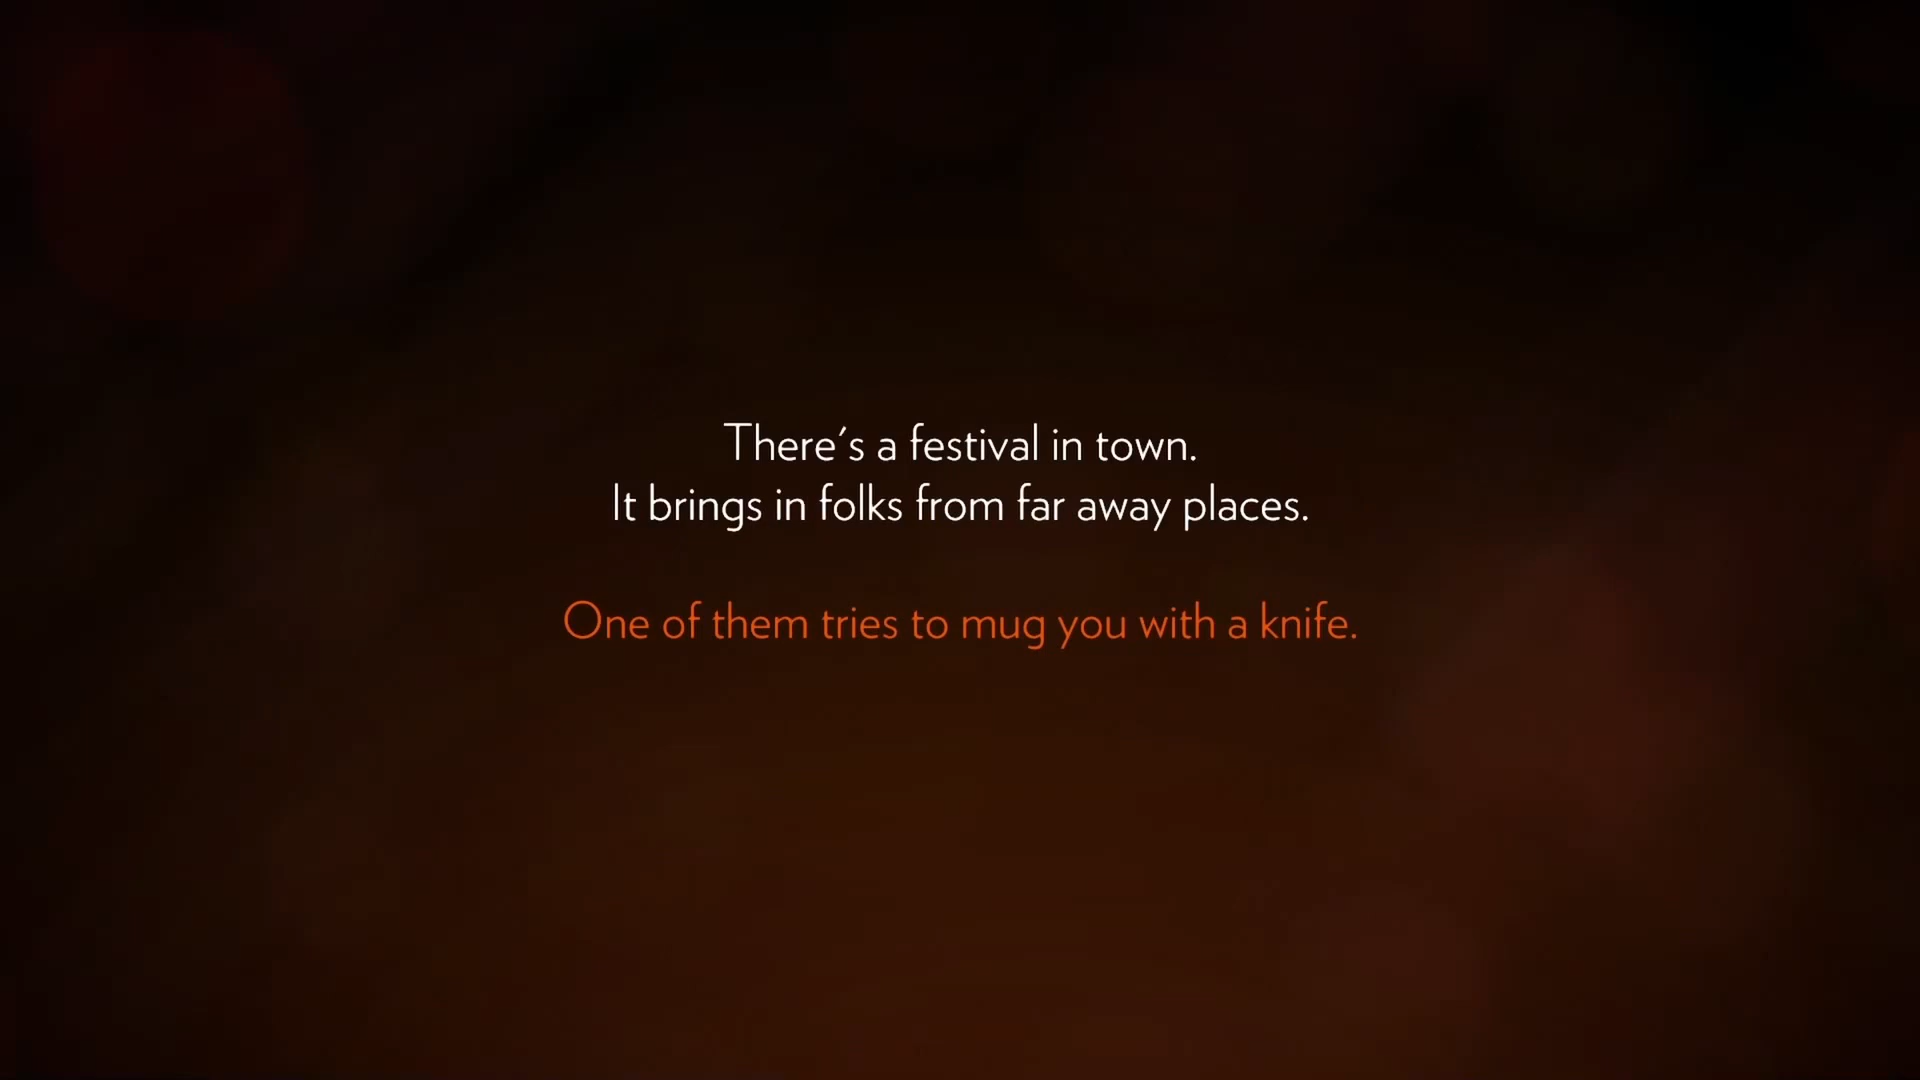 There's a festival in town.
It brings in folks from far away places.
One of them tries to mug you with a knife.